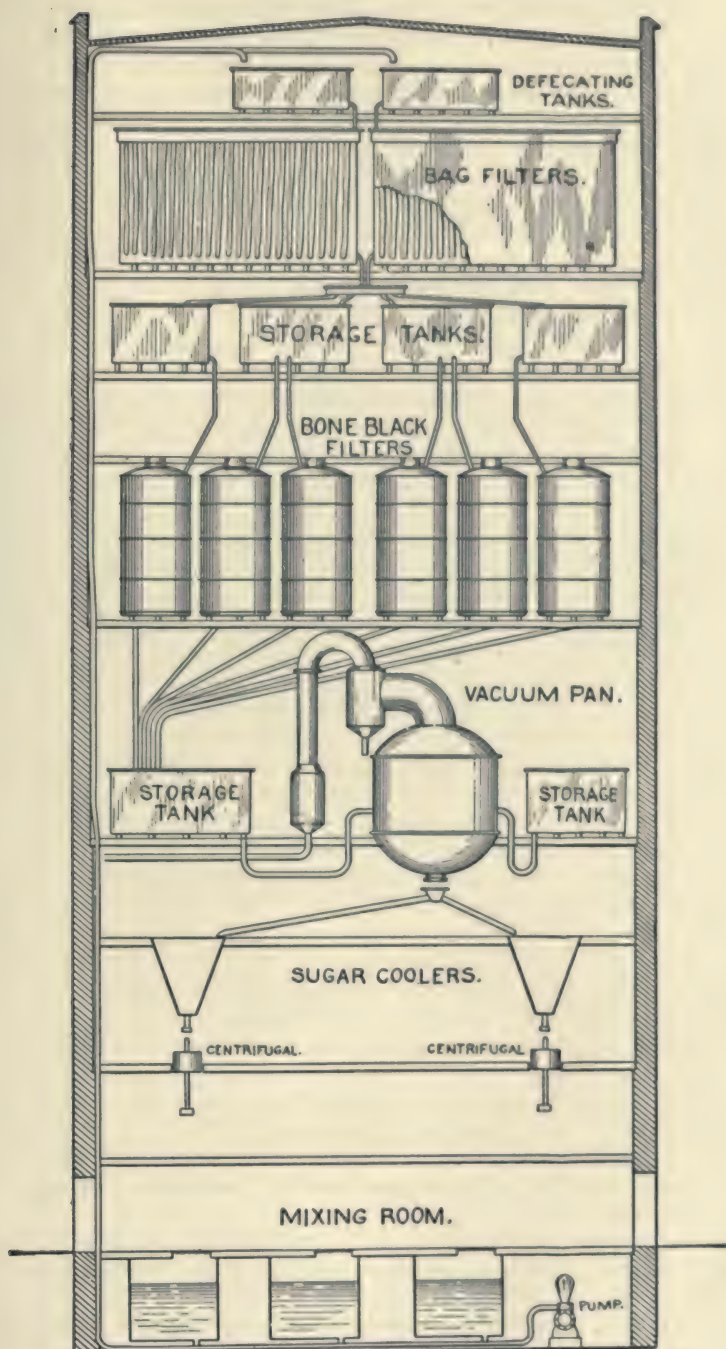 DEFECATING
TANKS.
BAG FILTERS.
STORAGE TANKS.
BONE BLACK
FILTERS
VACUUM PAN.
STORAGE
TANK
STORAGE
TANK
SUGAR COOLERS.
CENTRIFUGAL.
CENTRIFUGAL
MIXING ROOM.
PUMP.